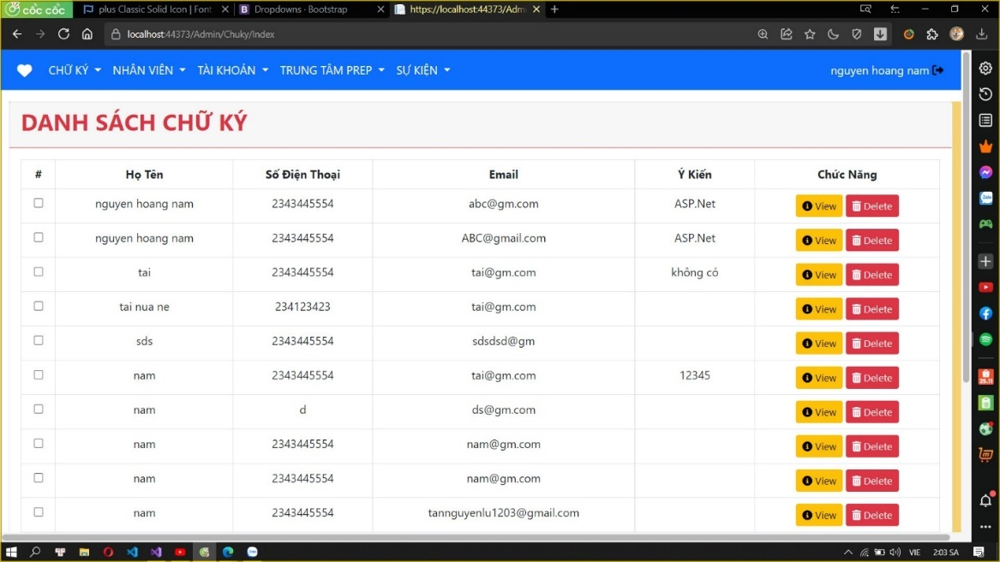 cốc cốc
plus Classic Solid Icon | Font
B Dropdowns · Bootstrap
https://localhost:44373/Adm
localhost:44373/Admin/Chuky/Index
CHỮ KÝ NHÂN VIÊN TÀI KHOẢN TRUNG TÂM PREP SỰ KIỆN nguyen hoang nam
DANH SÁCH CHỮ KÝ
# Họ Tên Số Điện Thoại Email Ý Kiến Chức Năng
nguyen hoang nam 2343445554 abc@gm.com ASP.Net View Delete
nguyen hoang nam 2343445554 ABC@gmail.com ASP.Net View Delete
tai 2343445554 tai@gm.com không có View Delete
tai nua ne 234123423 tai@gm.com View Delete
sds 2343445554 sdsdsd@gm View Delete
nam 2343445554 tai@gm.com 12345 View Delete
nam d ds@gm.com View Delete
nam 2343445554 nam@gm.com View Delete
nam 2343445554 nam@gm.com View Delete
nam 2343445554 tannguyenlu1203@gmail.com View Delete
Zalo
25.11
VIE 2:03 SA